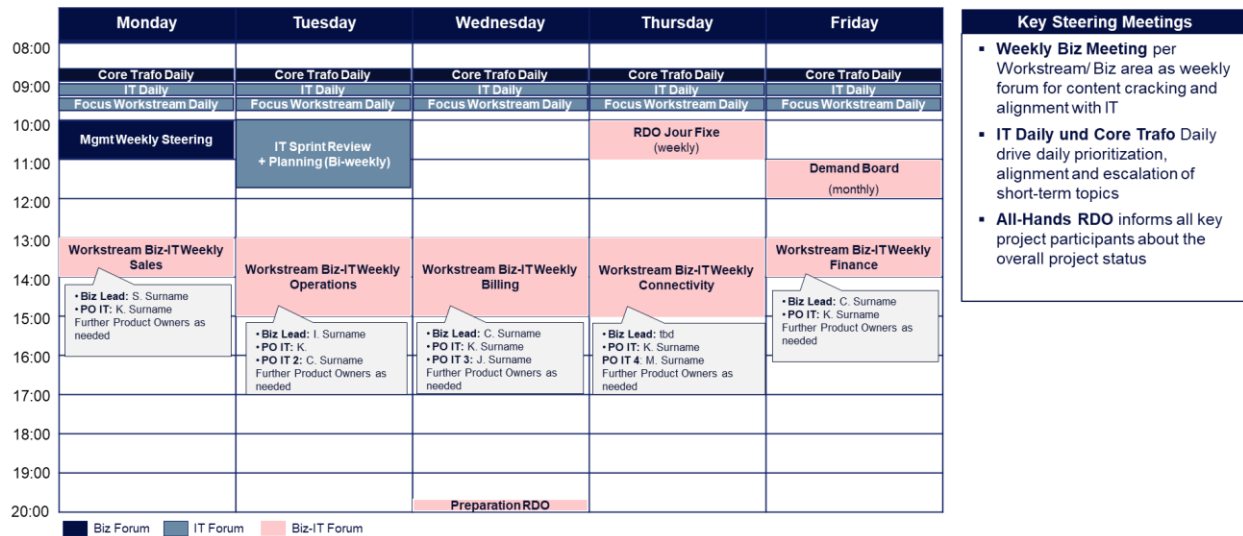 Monday
Tuesday
Wednesday
Thursday
Friday
08:00
09:00
10:00
11:00
12:00
13:00
14:00
15:00
16:00
17:00
18:00
19:00
20:00
Core Trafo Daily
IT Daily
Focus Workstream Daily
Core Trafo Daily
IT Daily
Focus Workstream Daily
Core Trafo Daily
IT Daily
Focus Workstream Daily
Core Trafo Daily
IT Daily
Focus Workstream Daily
Core Trafo Daily
IT Daily
Focus Workstream Daily
Mgmt Weekly Steering
IT Sprint Review
+ Planning (Bi-weekly)
RDO Jour Fixe
(weekly)
Demand Board
(monthly)
Workstream Biz-IT Weekly
Sales
• Biz Lead: S. Surname
• PO IT: K. Surname
Further Product Owners as
needed
Workstream Biz-IT Weekly
Operations
• Biz Lead: I. Surname
• PO IT: K.
• PO IT 2: C. Surname
Further Product Owners as
needed
Workstream Biz-IT Weekly
Billing
• Biz Lead: C. Surname
• PO IT: K. Surname
• PO IT 3: J. Surname
Further Product Owners as
needed
Workstream Biz-IT Weekly
Connectivity
• Biz Lead: tbd
• PO IT: K. Surname
PO IT 4: M. Surname
Further Product Owners as
needed
Workstream Biz-IT Weekly
Finance
• Biz Lead: C. Surname
• PO IT: K. Surname
Further Product Owners as
needed
Preparation RDO
Biz Forum
IT Forum
Biz-IT Forum
Key Steering Meetings
▪ Weekly Biz Meeting per
Workstream/ Biz area as weekly
forum for content cracking and
alignment with IT
▪ IT Daily und Core Trafo Daily
drive daily prioritization,
alignment and escalation of
short-term topics
▪ All-Hands RDO informs all key
project participants about the
overall project status